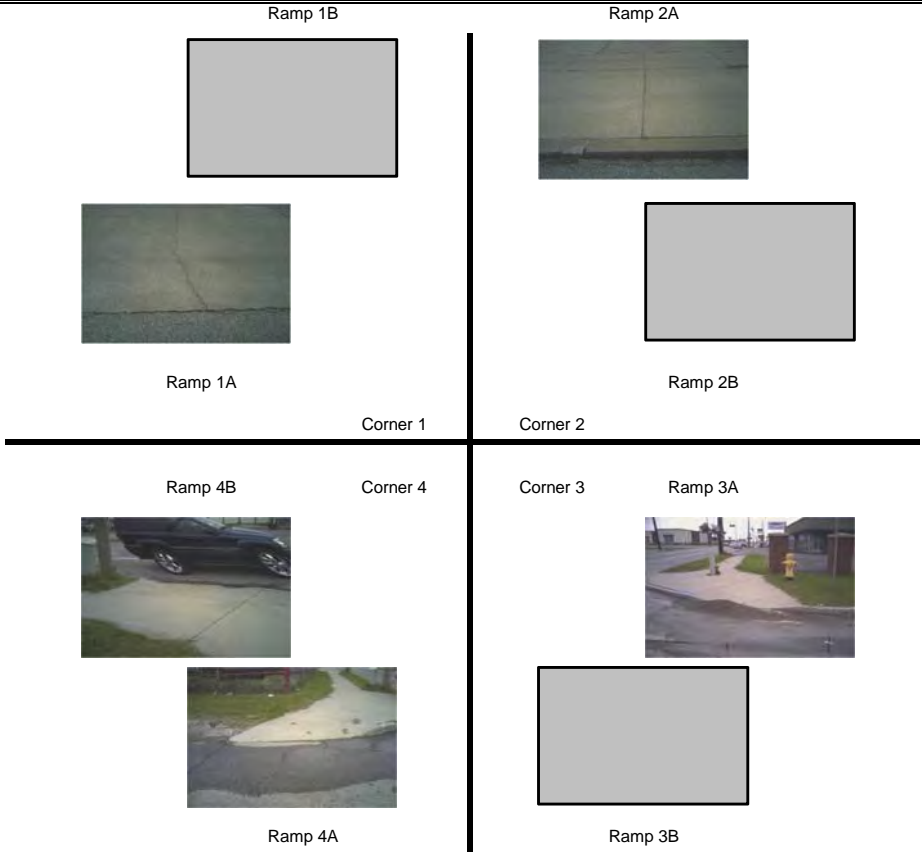 Ramp 1B
Ramp 2A
Ramp 1A
Ramp 2B
Corner 1
Corner 2
Ramp 4B
Corner 4
Corner 3
Ramp 3A
Ramp 4A
Ramp 3B